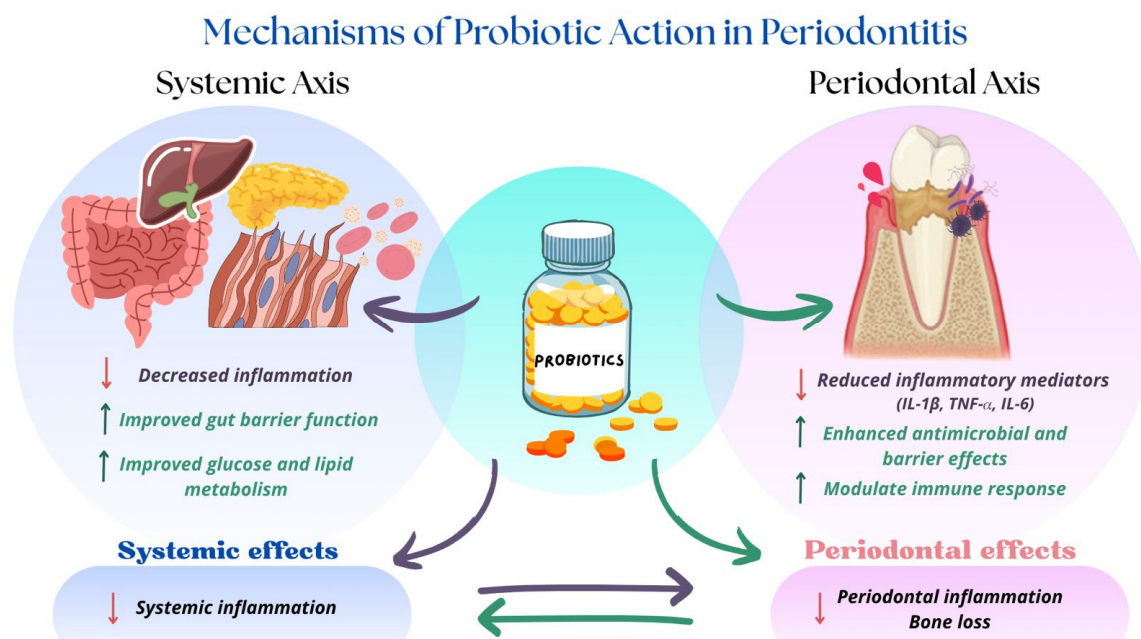 Mechanisms of Probiotic Action in Periodontitis
Systemic Axis
Periodontal Axis
PROBIOTICS
Decreased inflammation
Improved gut barrier function
Improved glucose and lipid
metabolism
Reduced inflammatory mediators
(IL-1β, TNF-α, IL-6)
Enhanced antimicrobial and
barrier effects
Modulate immune response
Systemic effects
Systemic inflammation
Periodontal effects
Periodontal inflammation
Bone loss